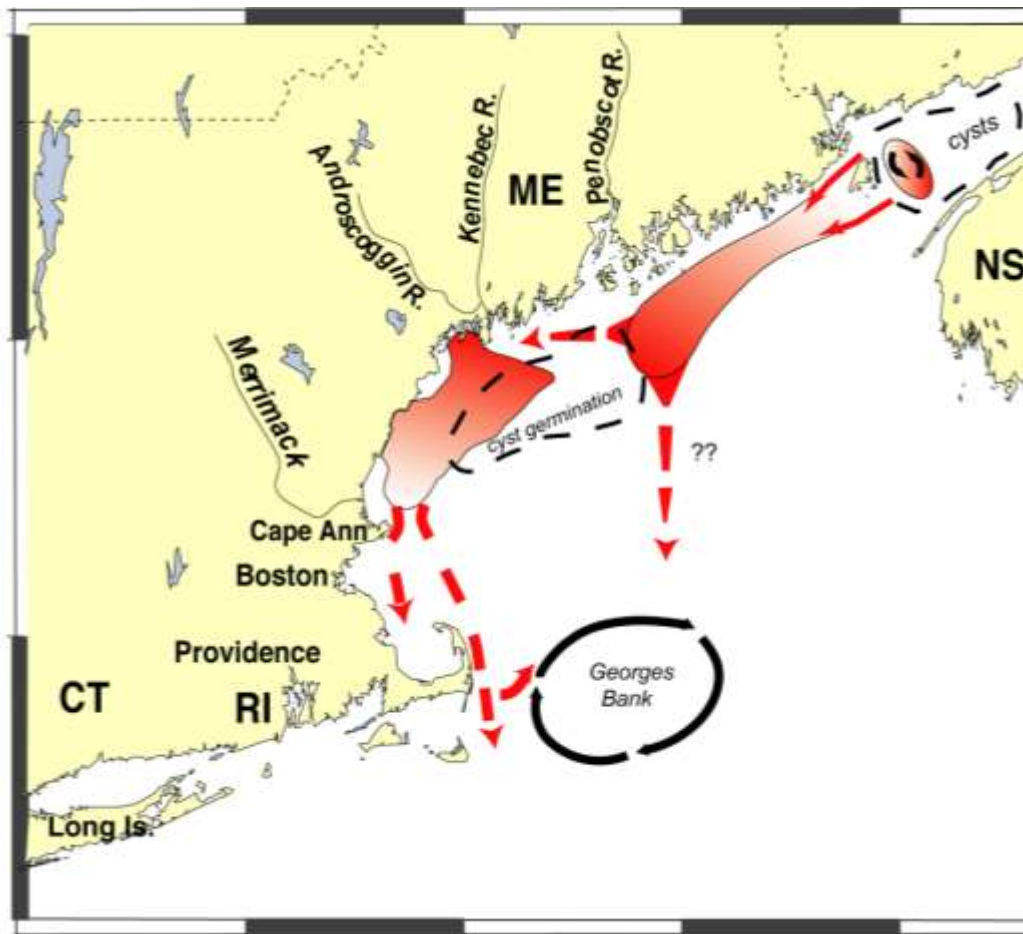 cysts
Penobscot R.
Kennebec R.
ME
Androscoggin R.
NS
Merrimack
cyst germination
??
Cape Ann
Boston
Providence
Georges
Bank
CT
RI
Long Is.